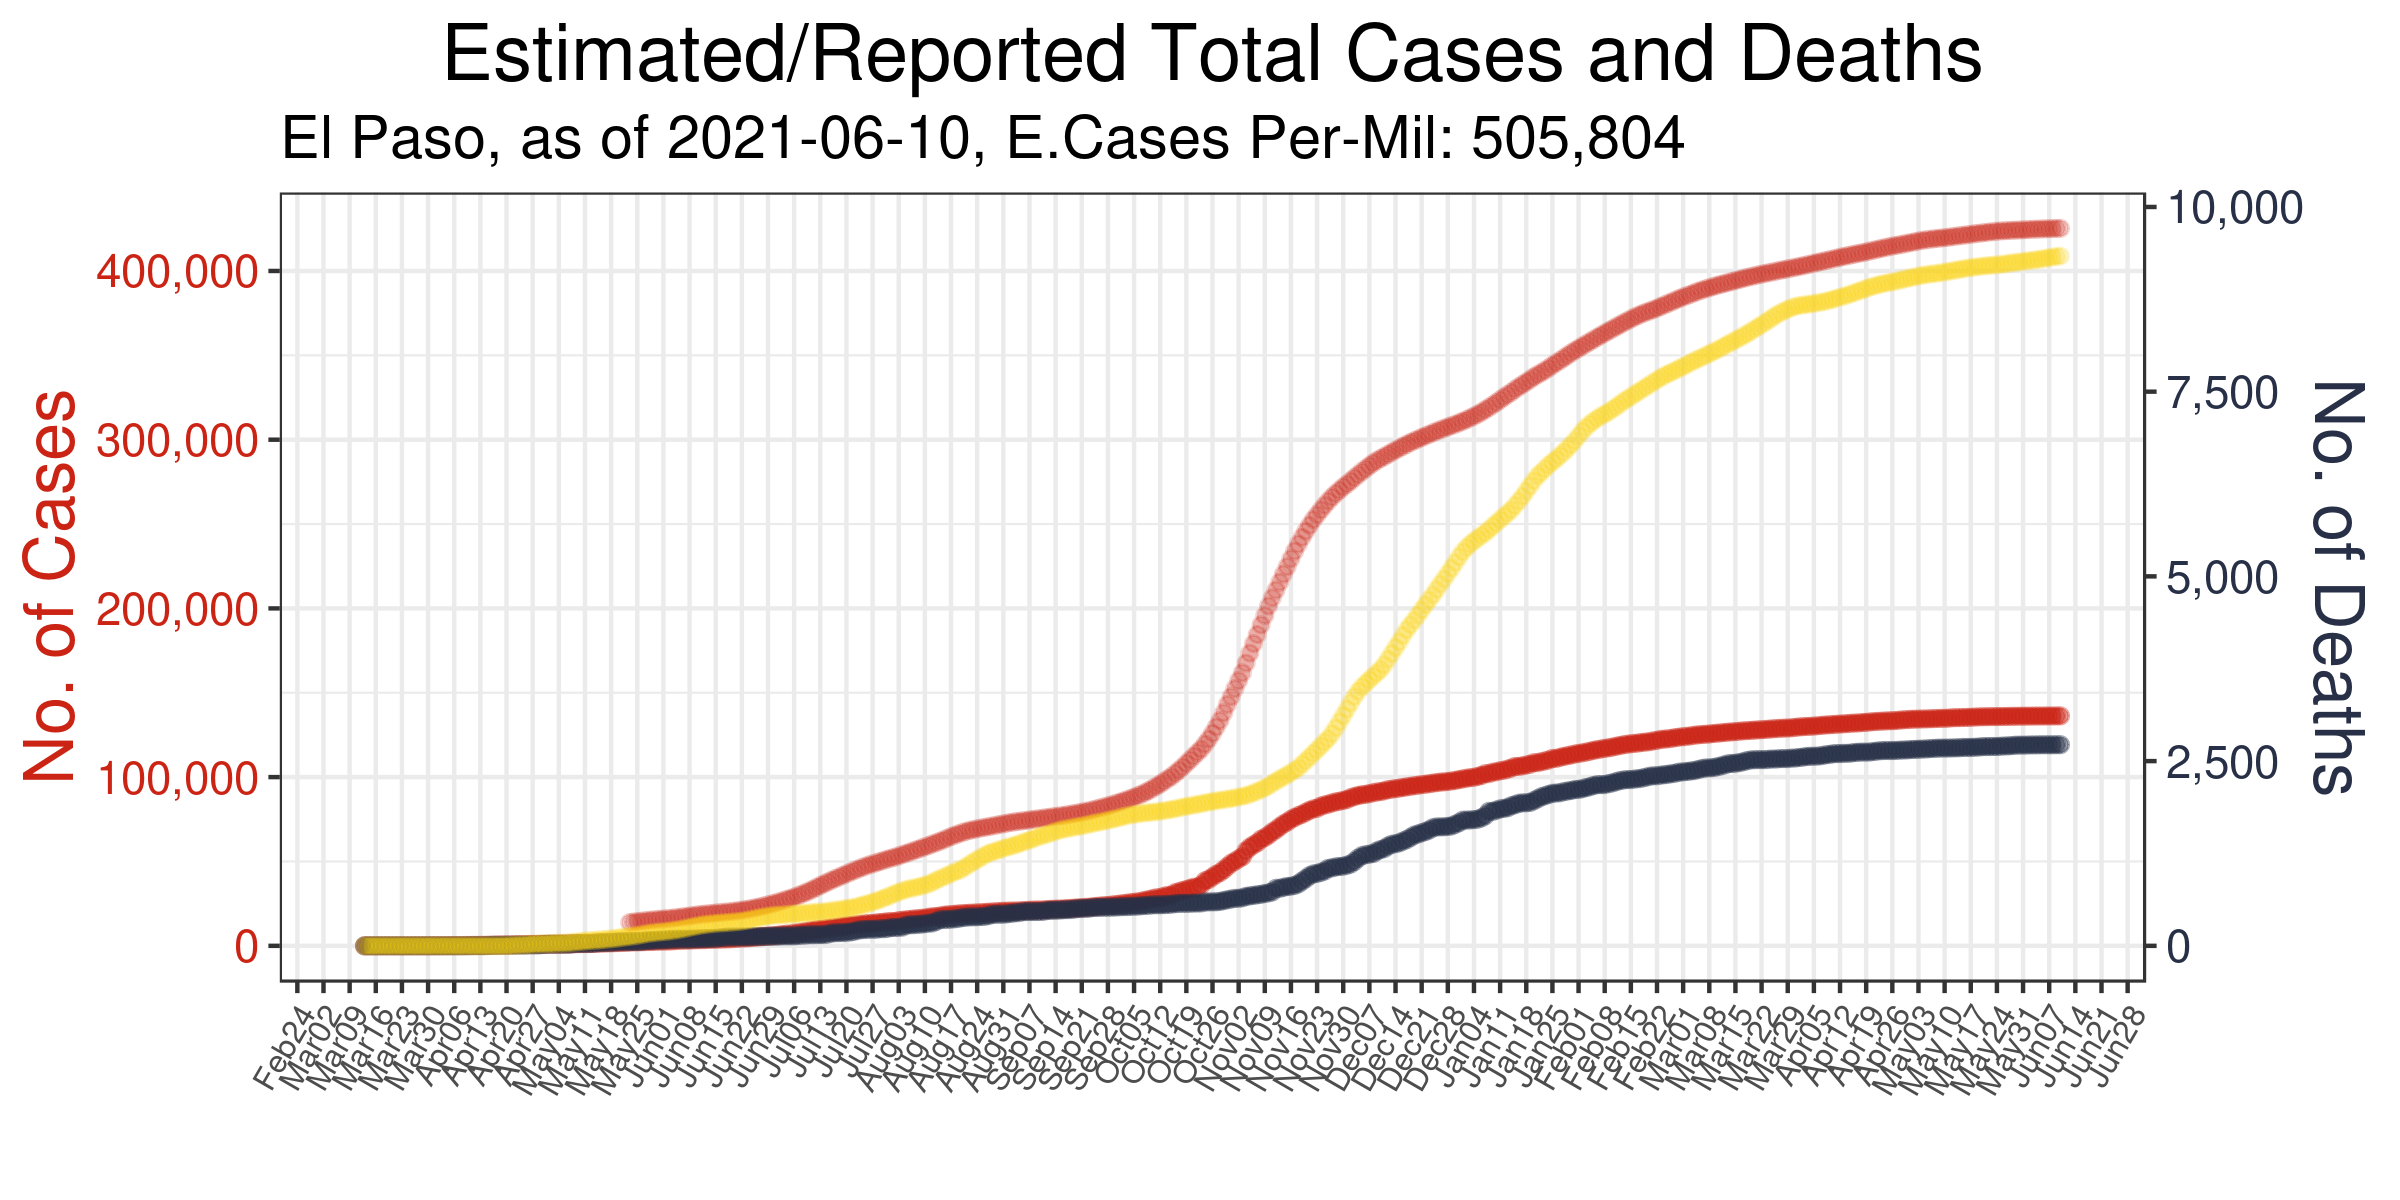 Estimated/Reported Total Cases and Deaths
El Paso, as of 2021-06-10, E.Cases Per-Mil: 505,804
No. of Cases
400,000
300,000
200,000
100,000
0
10,000
7,500
5,000
2,500
0
No. of Deaths
Feb24
Mar02
Mar09
Mar16
Mar23
Mar30
Apr06
Apr13
Apr20
Apr27
May04
May11
May18
May25
Jun01
Jun08
Jun15
Jun22
Jun29
Jul06
Jul13
Jul20
Jul27
Aug03
Aug10
Aug17
Aug24
Aug31
Sep07
Sep14
Sep21
Sep28
Oct05
Oct12
Oct19
Oct26
Nov02
Nov09
Nov16
Nov23
Nov30
Dec07
Dec14
Dec21
Dec28
Jan04
Jan11
Jan18
Jan25
Feb01
Feb08
Feb15
Feb22
Mar01
Mar08
Mar15
Mar22
Mar29
Apr05
Apr12
Apr19
Apr26
May03
May10
May17
May24
May31
Jun07
Jun14
Jun21
Jun28